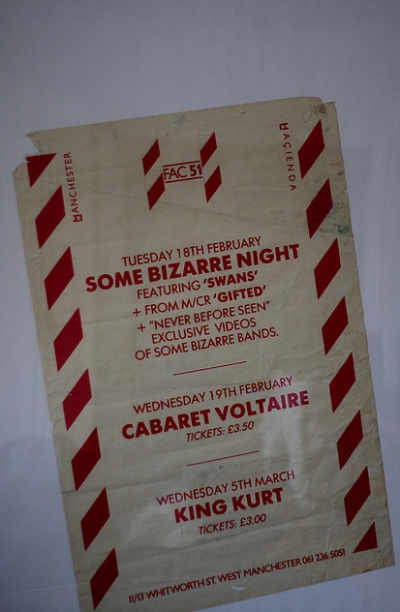 MANCHESTER
FAC 51
HAÇIENDA
TUESDAY 18TH FEBRUARY
SOME BIZARRE NIGHT
FEATURING 'SWANS'
+ FROM M/CR 'GIFTED'
+ "NEVER BEFORE SEEN"
EXCLUSIVE VIDEOS
OF SOME BIZARRE BANDS.
WEDNESDAY 19TH FEBRUARY
CABARET VOLTAIRE
TICKETS: £3.50
WEDNESDAY 5TH MARCH
KING KURT
TICKETS: £3.00
11/13 WHITWORTH ST. WEST MANCHESTER 061 236 5051